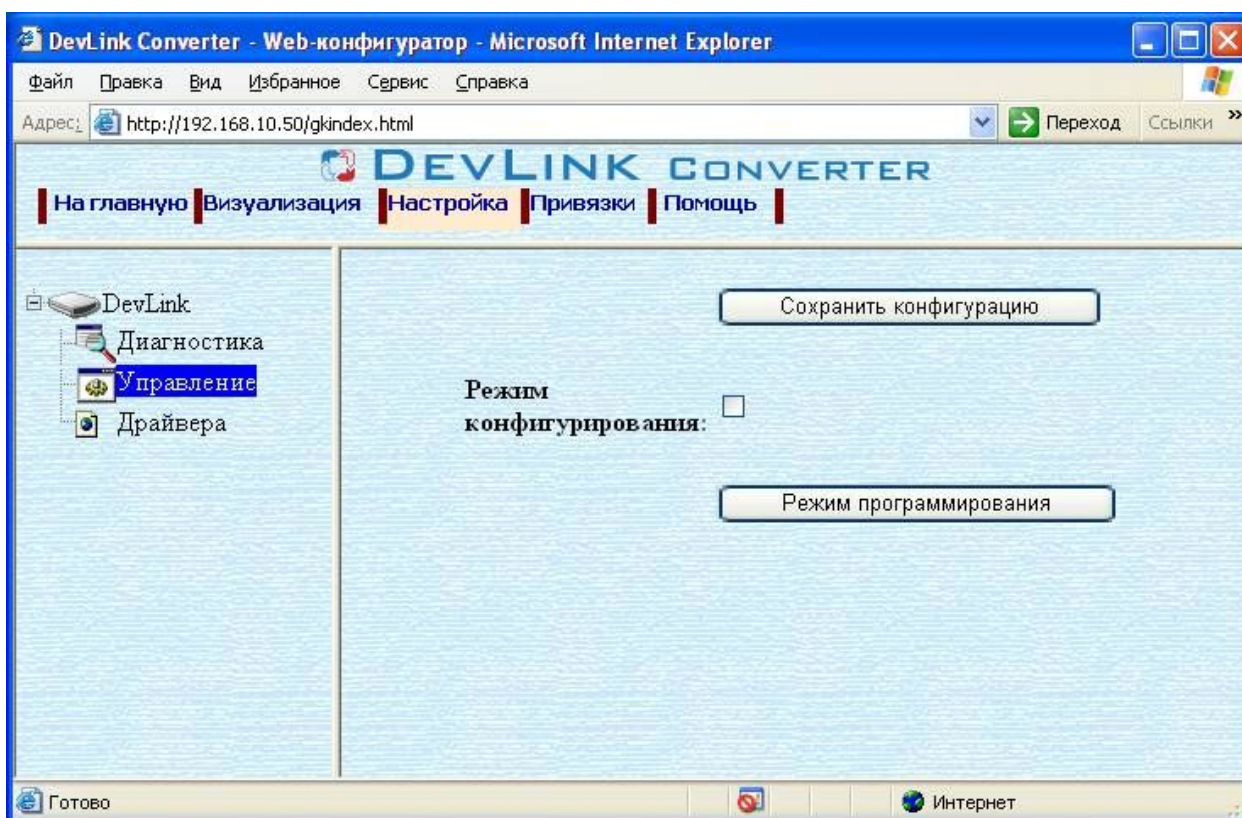 DevLink Converter - Web-конфигуратор - Microsoft Internet Explorer
Файл Правка Вид Избранное Сервис Справка
Адрес: http://192.168.10.50/gkindex.html Переход Ссылки »
DEVLINK CONVERTER
На главную Визуализация Настройка Привязки Помощь
DevLink
Диагностика
Управление
Драйвера
Сохранить конфигурацию
Режим
конфигурирования:
Режим программирования
Готово Интернет